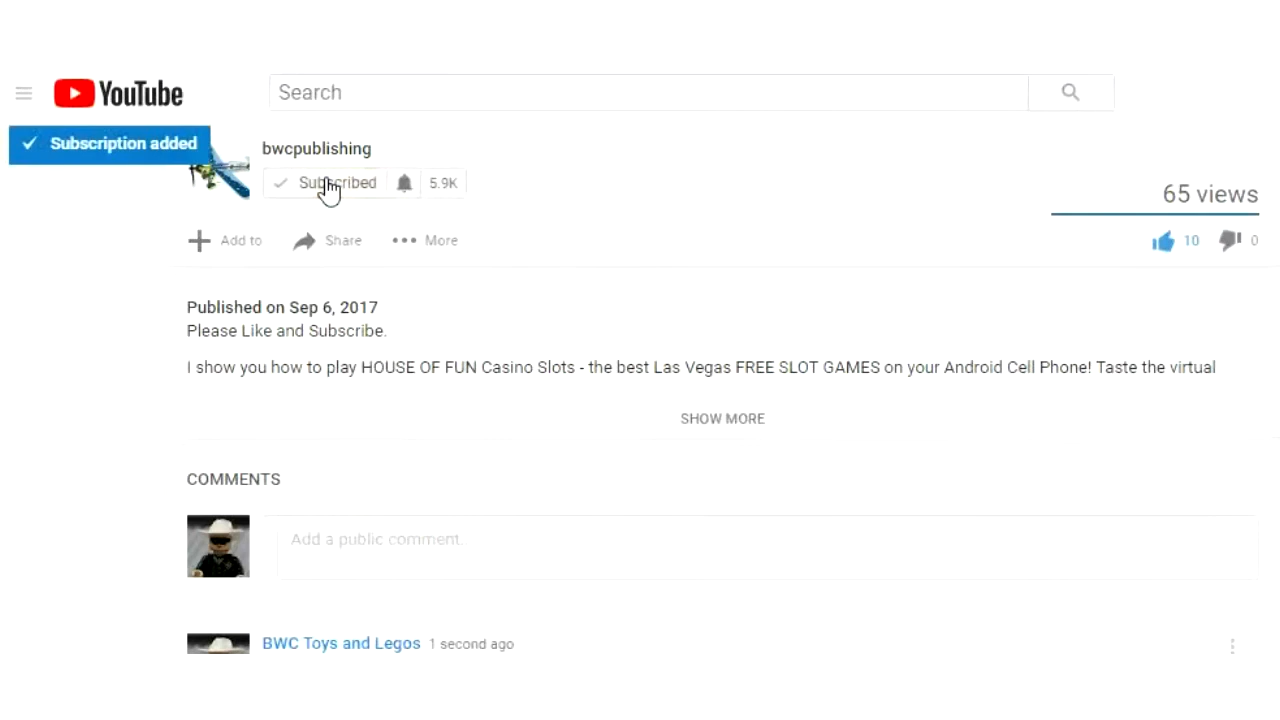 YouTube
Search
Subscription added
bwcpublishing
Subscribed 5.9K
65 views
Add to Share More
10 0
Published on Sep 6, 2017
Please Like and Subscribe.
I show you how to play HOUSE OF FUN Casino Slots - the best Las Vegas FREE SLOT GAMES on your Android Cell Phone! Taste the virtual
SHOW MORE
COMMENTS
Add a public comment.
BWC Toys and Legos 1 second ago